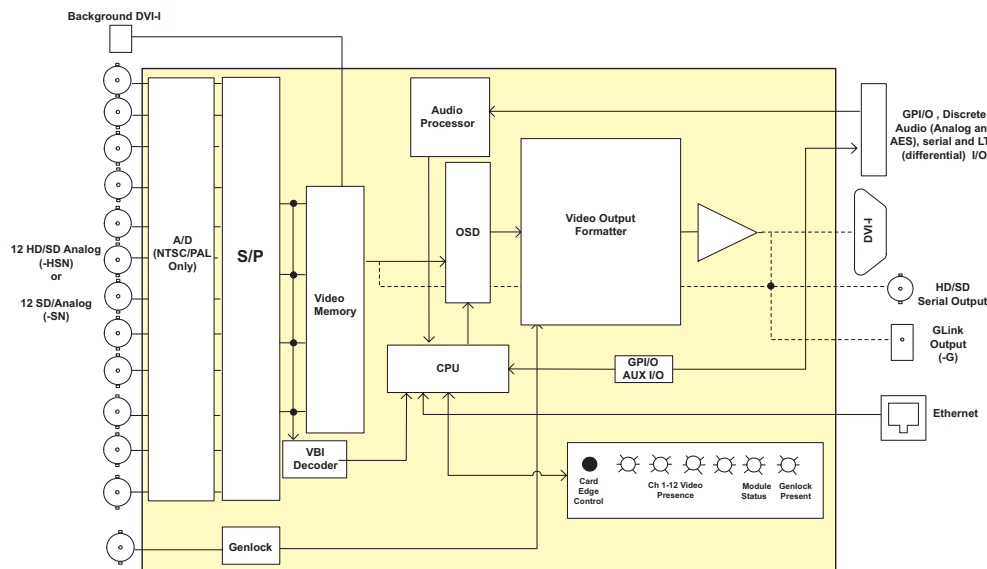 Background DVI-I
Audio
Processor
GPI/O , Discrete
Audio (Analog an
AES), serial and LT
(differential) I/O
12 HD/SD Analog
(-HSN)
or
12 SD/Analog
(-SN)
A/D
(NTSC/PAL
Only)
S/P
Video
Memory
OSD
Video Output
Formatter
DVI-I
HD/SD
Serial Output
GLink
Output
(-G)
CPU
GPI/O
AUX I/O
Ethernet
VBI
Decoder
Card
Edge
Control
Ch 1-12 Video
Presence
Module
Status
Genlock
Present
Genlock